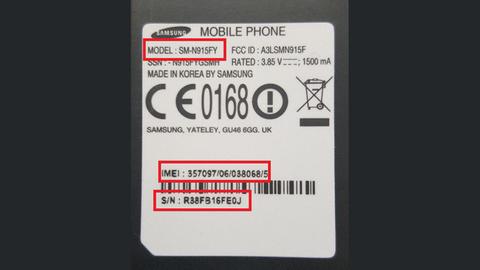 SAMSUNG MOBILE PHONE
MODEL : SM-N915FY FCC ID : A3LSMN915F
SSN : - N915FYGSMH RATED : 3.85 V ; 1500 mA
MADE IN KOREA BY SAMSUNG
CE0168
SAMSUNG, YATELEY, GU46 6GG. UK
IMEI : 357097/06/038068/5
S/N : R38FB16FE0J